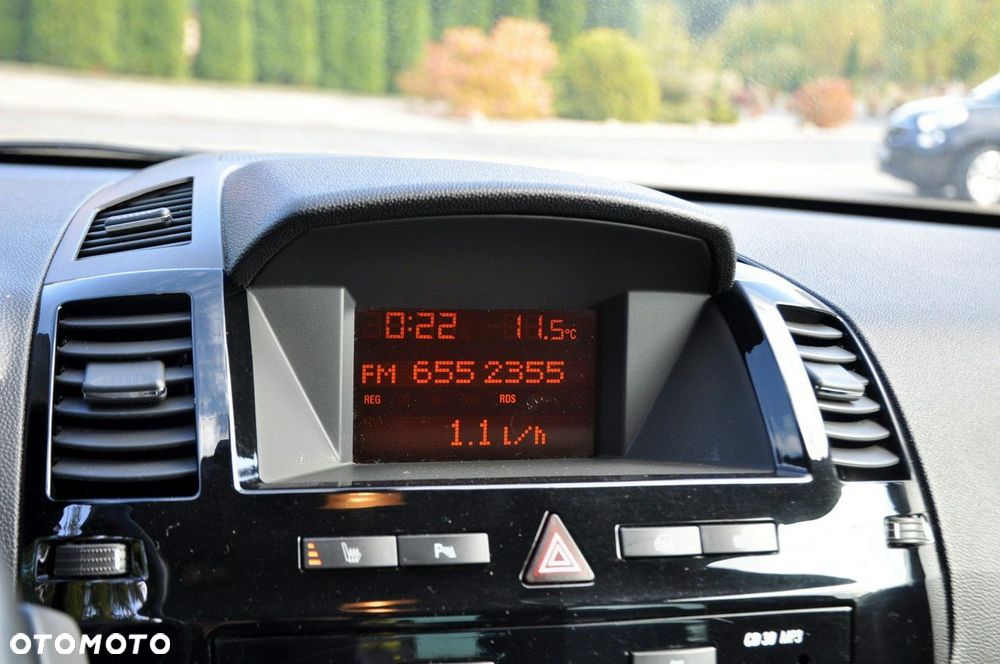 0:22 11.5°C
FM 655 2355
REG RDS
1.1 L/h
P
CD30 MP3
OTOMOTO